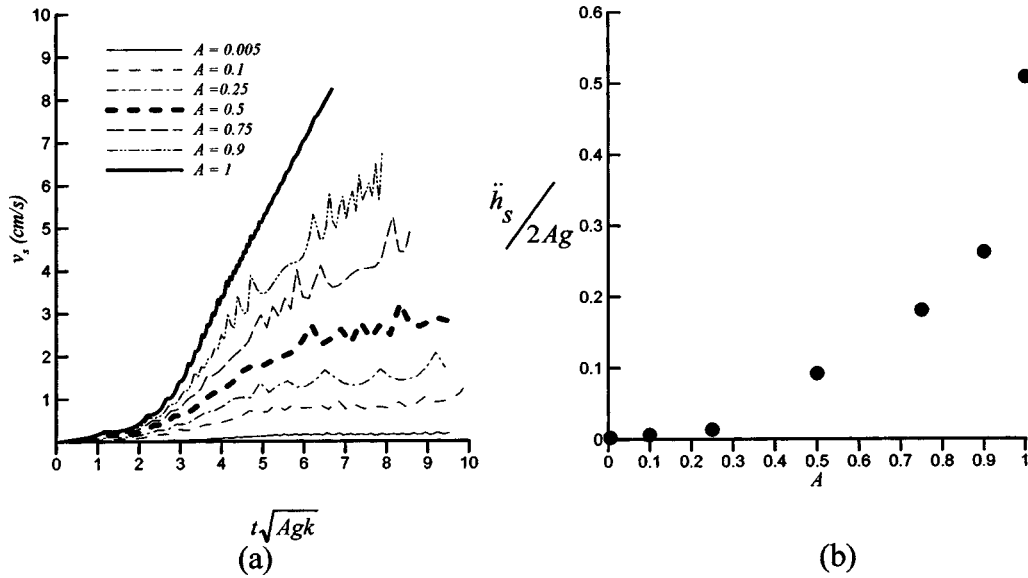 10
9
8
7
6
5
4
3
2
1
v_s (cm/s)
A = 0.005
A = 0.1
A =0.25
A = 0.5
A = 0.75
A = 0.9
A = 1
0 1 2 3 4 5 6 7 8 9 10
t√Agk
(a)
0.6
0.5
0.4
0.3
0.2
0.1
0
ḧ_s/2Ag
0 0.1 0.2 0.3 0.4 0.5 0.6 0.7 0.8 0.9 1
A
(b)